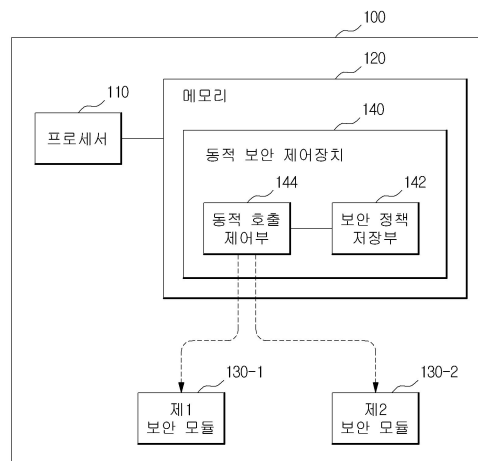 100
120
메모리
110
프로세서
140
동적 보안 제어장치
144
142
동적 호출
제어부
보안 정책
저장부
130-1
130-2
제1
보안 모듈
제2
보안 모듈